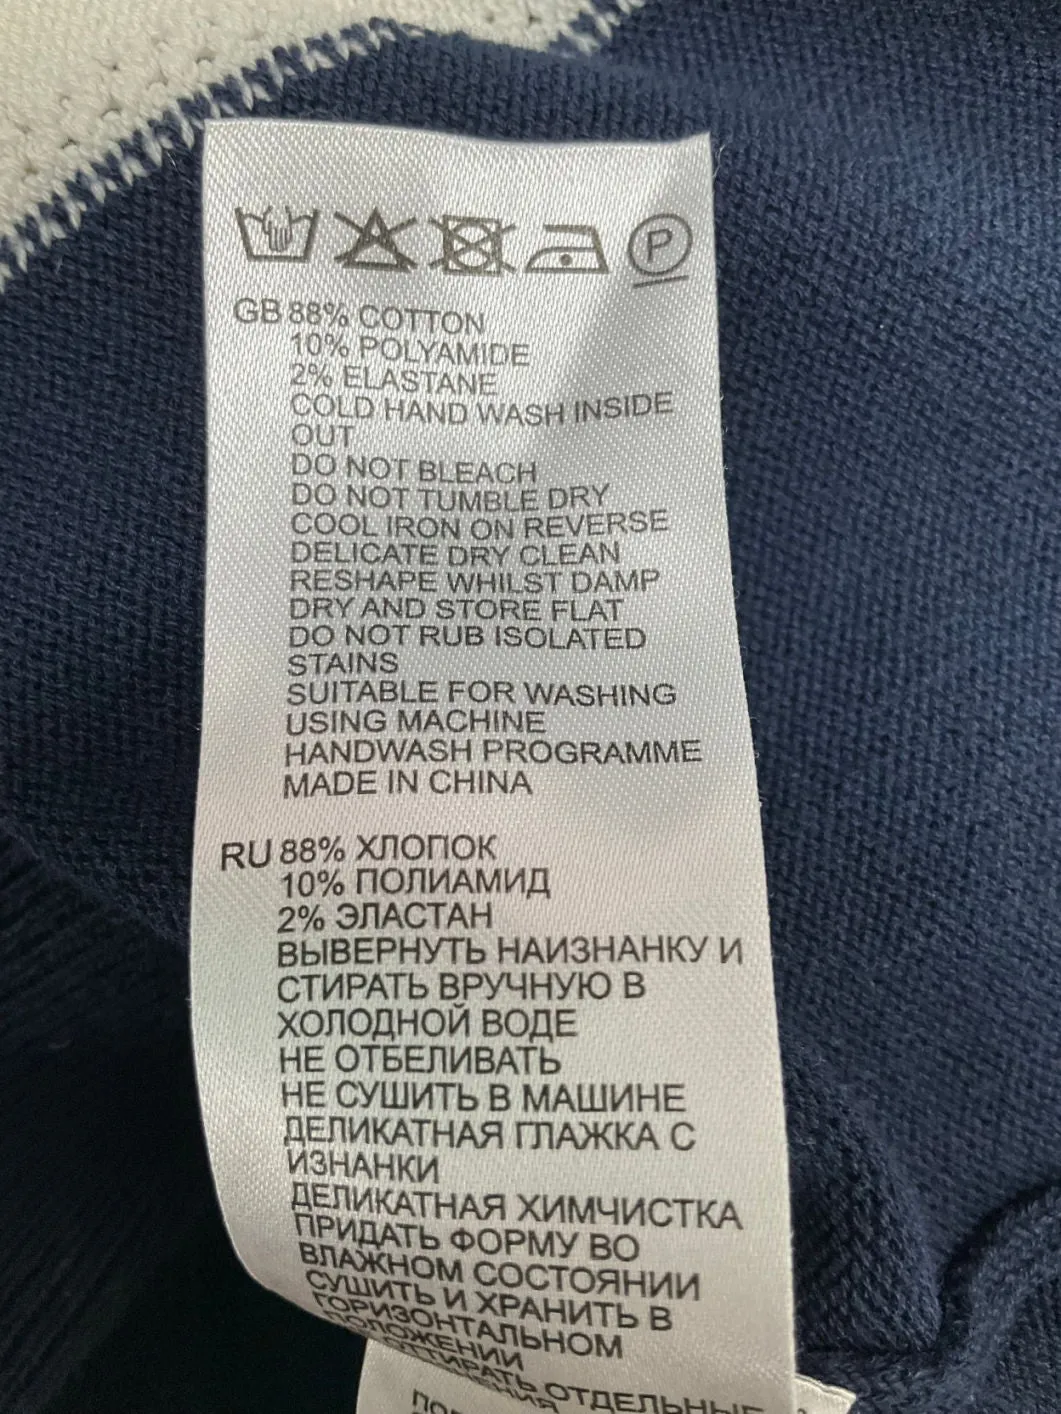 P
GB 88% COTTON
10% POLYAMIDE
2% ELASTANE
COLD HAND WASH INSIDE
OUT
DO NOT BLEACH
DO NOT TUMBLE DRY
COOL IRON ON REVERSE
DELICATE DRY CLEAN
RESHAPE WHILST DAMP
DRY AND STORE FLAT
DO NOT RUB ISOLATED
STAINS
SUITABLE FOR WASHING
USING MACHINE
HANDWASH PROGRAMME
MADE IN CHINA
RU 88% ХЛОПОК
10% ПОЛИАМИД
2% ЭЛАСТАН
ВЫВЕРНУТЬ НАИЗНАНКУ И
СТИРАТЬ ВРУЧНУЮ В
ХОЛОДНОЙ ВОДЕ
НЕ ОТБЕЛИВАТЬ
НЕ СУШИТЬ В МАШИНЕ
ДЕЛИКАТНАЯ ГЛАЖКА С
ИЗНАНКИ
ДЕЛИКАТНАЯ ХИМЧИСТКА
ПРИДАТЬ ФОРМУ ВО
ВЛАЖНОМ СОСТОЯНИИ
СУШИТЬ И ХРАНИТЬ В
ГОРИЗОНТАЛЬНОМ
ПОЛОЖЕНИИ
ОТДЕЛЬНЫЕ